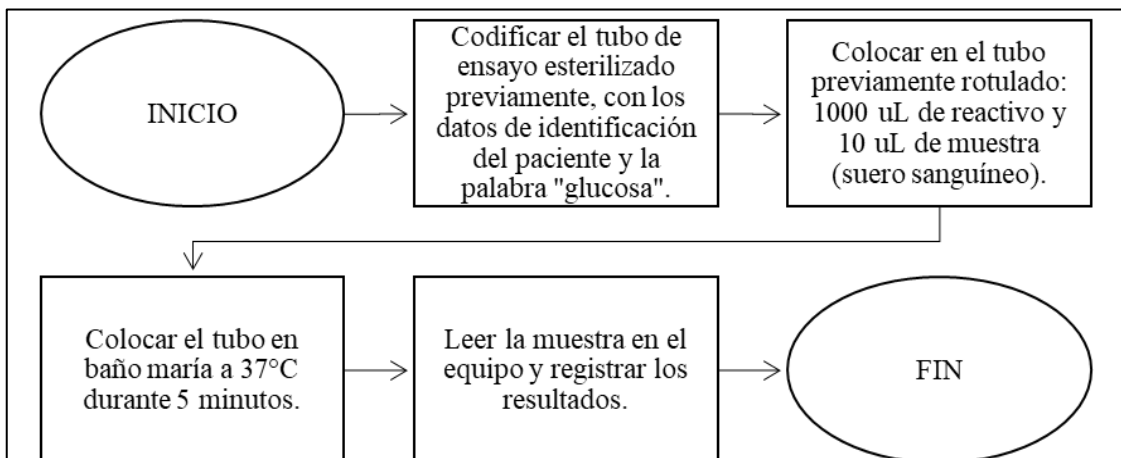 INICIO
Codificar el tubo de
ensayo esterilizado
previamente, con los
datos de identificación
del paciente y la
palabra "glucosa".
Colocar en el tubo
previamente rotulado:
1000 uL de reactivo y
10 uL de muestra
(suero sanguíneo).
Colocar el tubo en
baño maría a 37°C
durante 5 minutos.
Leer la muestra en el
equipo y registrar los
resultados.
FIN